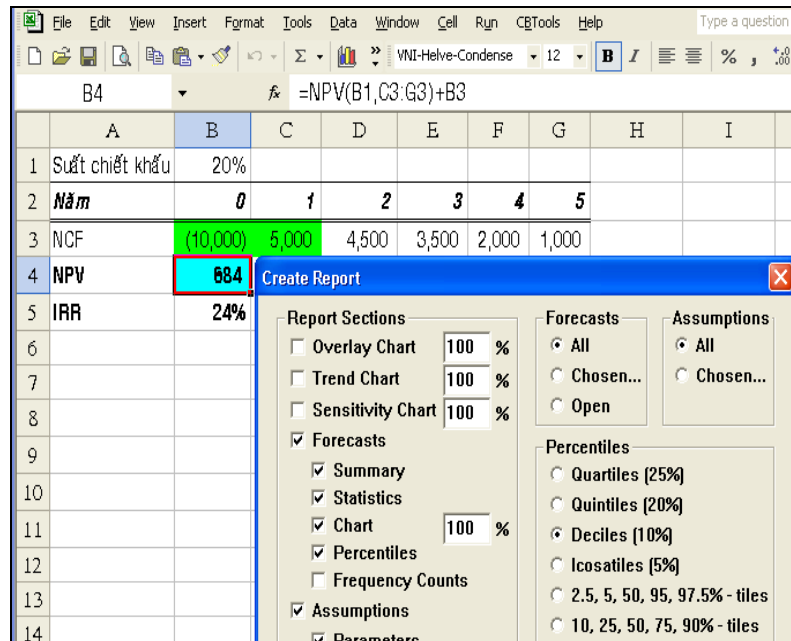 File Edit View Insert Format Tools Data Window Cell Run CBTools Help Type a question
Σ VNI-Helve-Condense 12 B I % ,
B4 fx =NPV(B1,C3:G3)+B3
A B C D E F G H I
1 Suất chiết khấu 20%
2 Năm 0 1 2 3 4 5
3 NCF (10,000) 5,000 4,500 3,500 2,000 1,000
4 NPV 684 Create Report
5 IRR 24% Report Sections Forecasts Assumptions
6 Overlay Chart 100 % All All
7 Trend Chart 100 % Chosen... Chosen...
8 Sensitivity Chart 100 % Open
9 Forecasts Percentiles
10 Summary Quartiles (25%)
Statistics Quintiles (20%)
11 Chart 100 % Deciles (10%)
12 Percentiles Icosatiles (5%)
13 Frequency Counts 2.5, 5, 50, 95, 97.5% - tiles
14 Assumptions 10, 25, 50, 75, 90% - tiles
Parameters